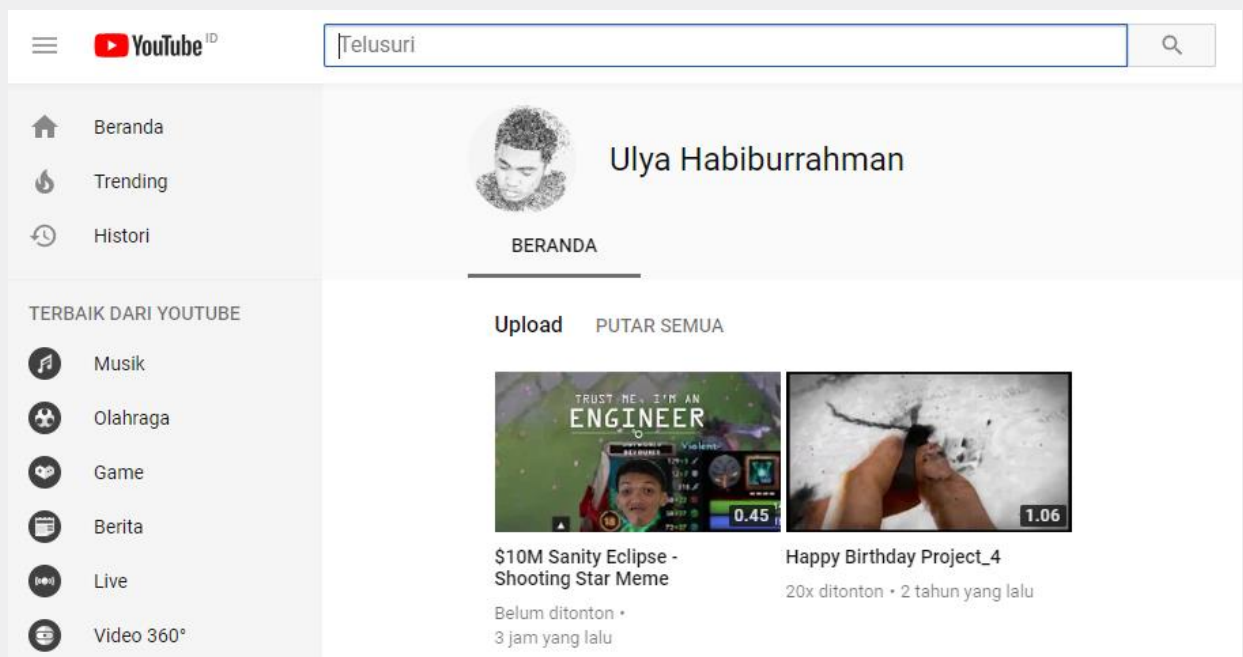 YouTube ID
Telusuri
Beranda
Trending
Histori
TERBAIK DARI YOUTUBE
Musik
Olahraga
Game
Berita
Live
Video 360°
Ulya Habiburrahman
BERANDA
Upload PUTAR SEMUA
TRUST ME, I'M AN
ENGINEER
0.45
$10M Sanity Eclipse -
Shooting Star Meme
Belum ditonton •
3 jam yang lalu
1.06
Happy Birthday Project_4
20x ditonton • 2 tahun yang lalu